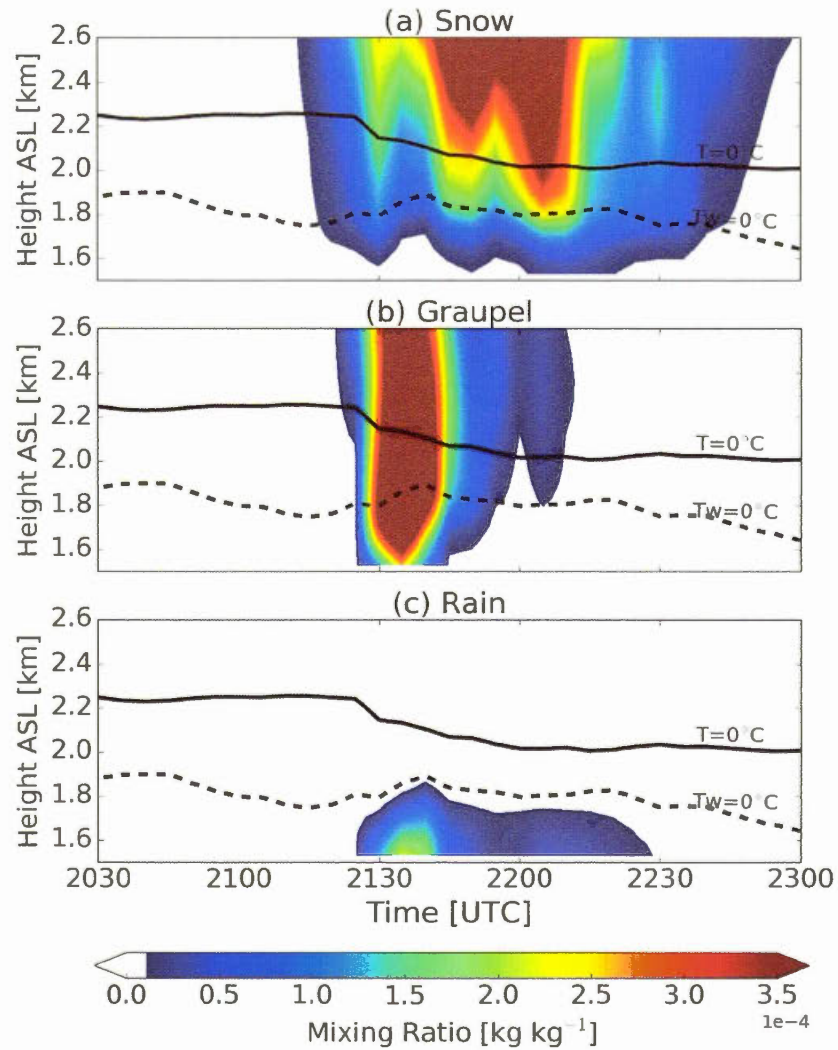 (a) Snow
2.6
2.4
2.2
2.0
1.8
1.6
Height ASL [km]
T=0°C
Tw=0°C
(b) Graupel
2.6
2.4
2.2
2.0
1.8
1.6
Height ASL [km]
T=0°C
Tw=0°C
(c) Rain
2.6
2.4
2.2
2.0
1.8
1.6
Height ASL [km]
T=0°C
Tw=0°C
2030 2100 2130 2200 2230 2300
Time [UTC]
0.0 0.5 1.0 1.5 2.0 2.5 3.0 3.5
1e−4
Mixing Ratio [kg kg⁻¹]